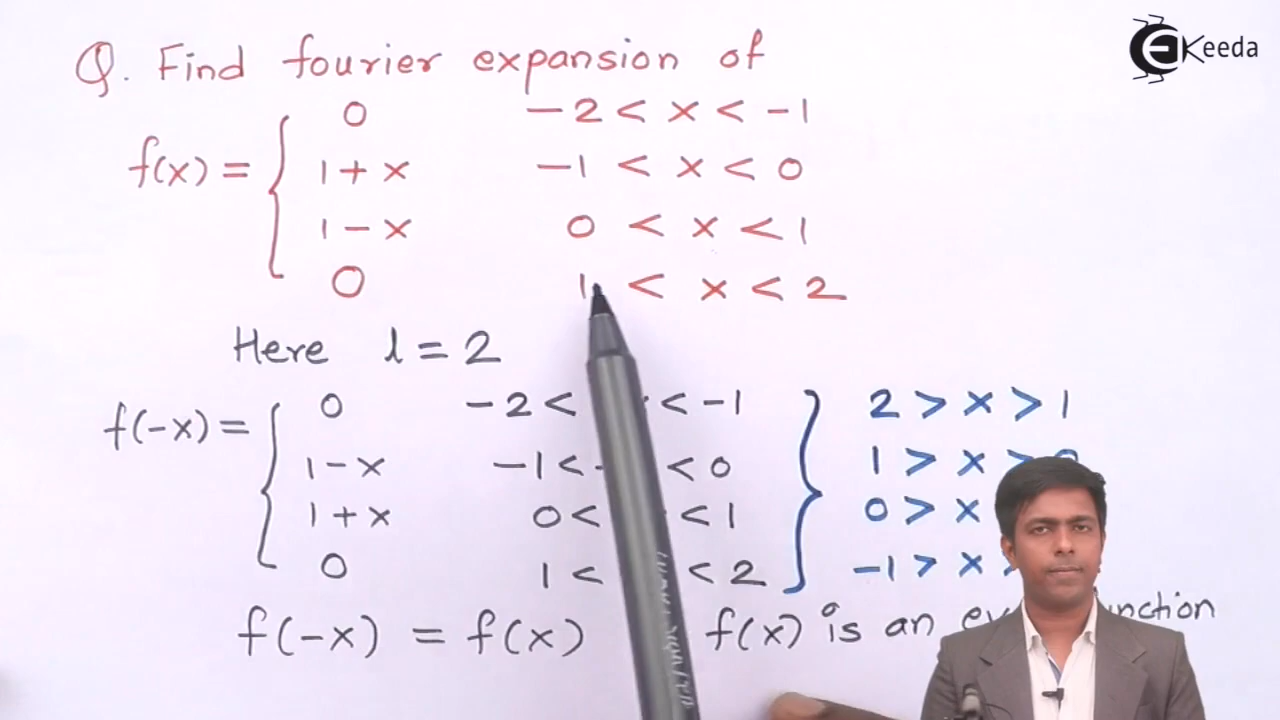 Keeda
Q. Find fourier expansion of
f(x) = { 0 -2 < x < -1
1 + x -1 < x < 0
1 - x 0 < x < 1
0 1 < x < 2
Here l = 2
f(-x) = { 0 -2 < < -1 } 2 > x > 1
1 - x -1 < - < 0 1 > x > 0
1 + x 0 < < 1 0 > x
0 1 < < 2 -1 > x >
f(-x) = f(x) f(x) is an function